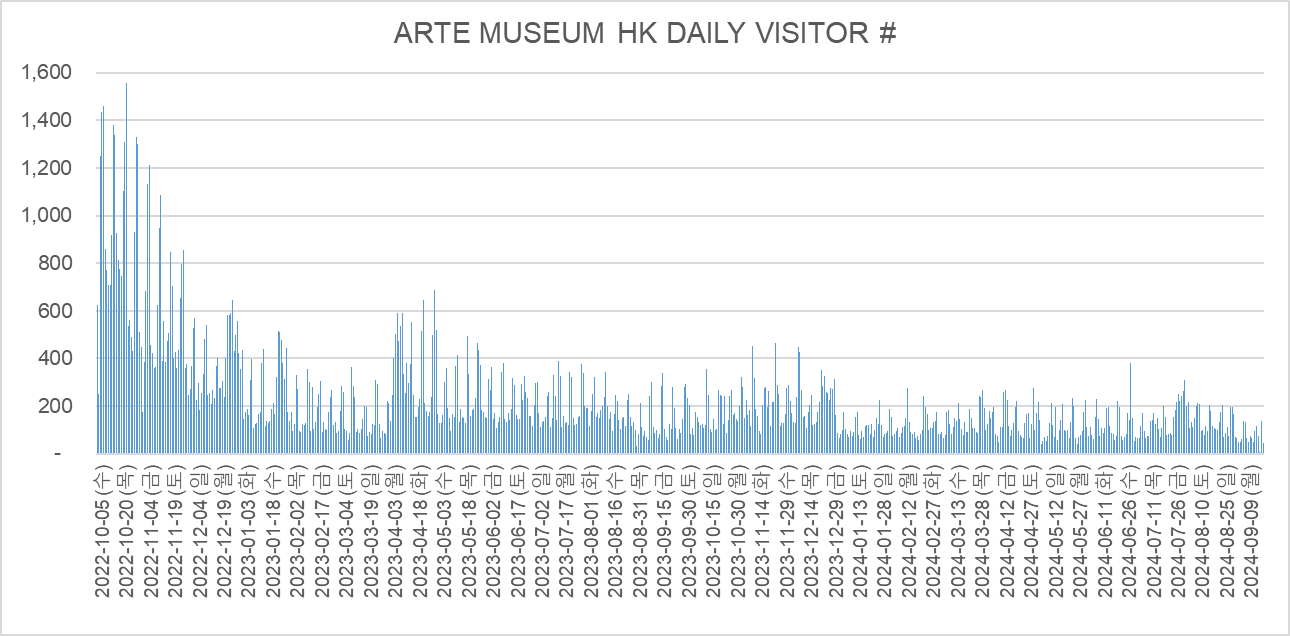 ARTE MUSEUM HK DAILY VISITOR #
1,600
1,400
1,200
1,000
800
600
400
200
-
2022-10-05 (수)
2022-10-20 (목)
2022-11-04 (금)
2022-11-19 (토)
2022-12-04 (일)
2022-12-19 (월)
2023-01-03 (화)
2023-01-18 (수)
2023-02-02 (목)
2023-02-17 (금)
2023-03-04 (토)
2023-03-19 (일)
2023-04-03 (월)
2023-04-18 (화)
2023-05-03 (수)
2023-05-18 (목)
2023-06-02 (금)
2023-06-17 (토)
2023-07-02 (일)
2023-07-17 (월)
2023-08-01 (화)
2023-08-16 (수)
2023-08-31 (목)
2023-09-15 (금)
2023-09-30 (토)
2023-10-15 (일)
2023-10-30 (월)
2023-11-14 (화)
2023-11-29 (수)
2023-12-14 (목)
2023-12-29 (금)
2024-01-13 (토)
2024-01-28 (일)
2024-02-12 (월)
2024-02-27 (화)
2024-03-13 (수)
2024-03-28 (목)
2024-04-12 (금)
2024-04-27 (토)
2024-05-12 (일)
2024-05-27 (월)
2024-06-11 (화)
2024-06-26 (수)
2024-07-11 (목)
2024-07-26 (금)
2024-08-10 (토)
2024-08-25 (일)
2024-09-09 (월)